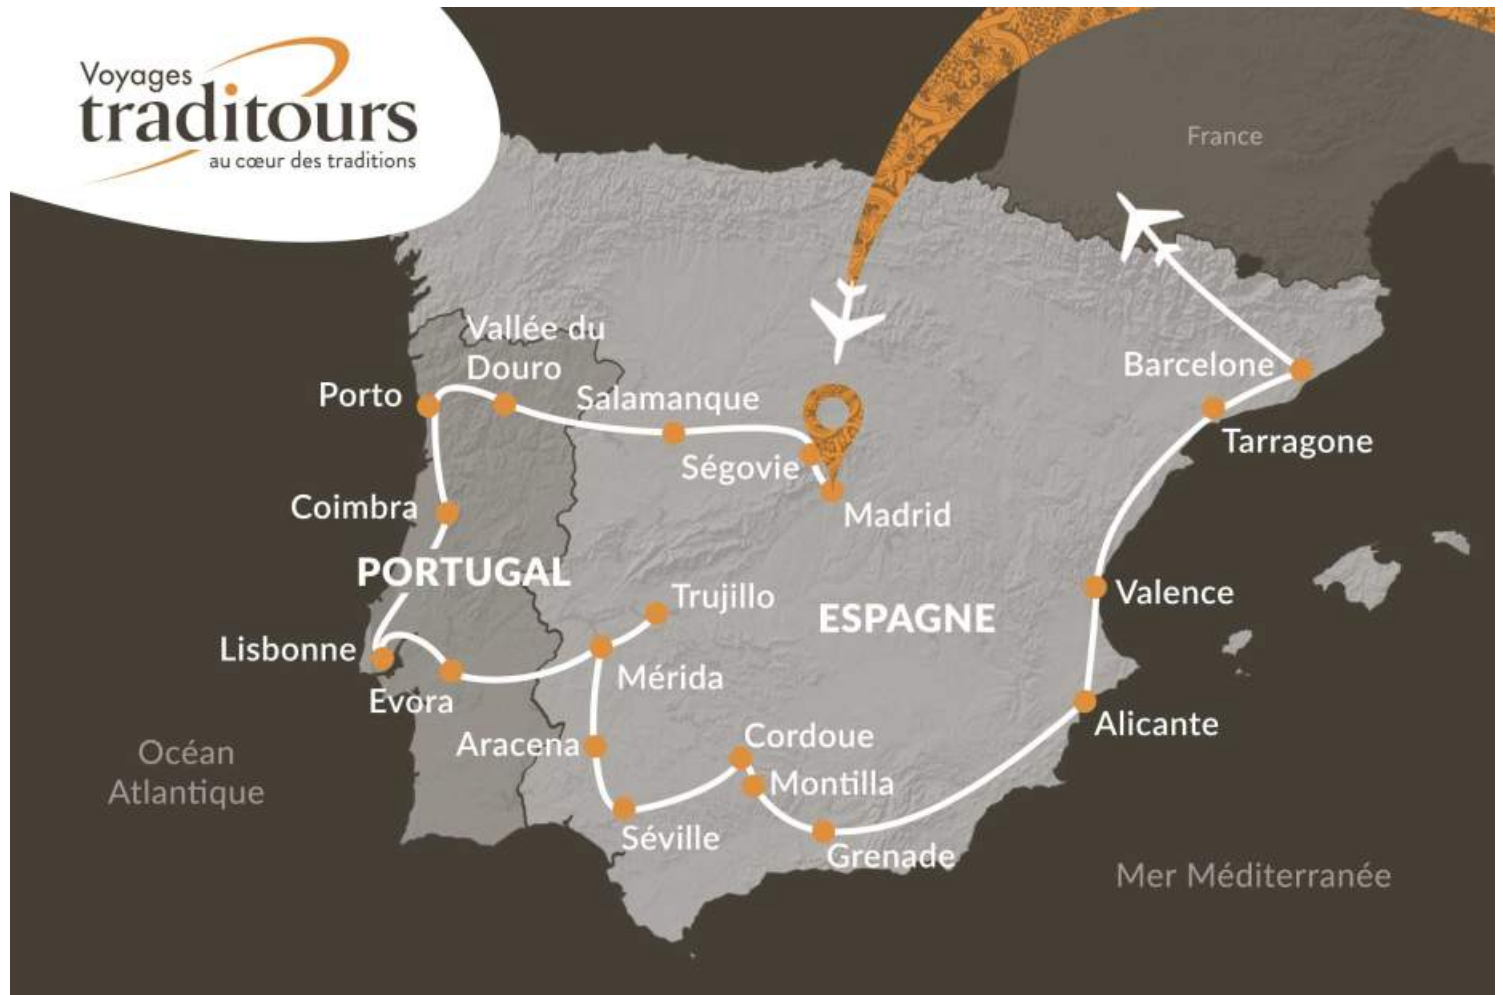 Voyages
traditours
au cœur des traditions
France
Vallée du
Douro
Porto
Salamanque
Barcelone
Ségovie
Tarragone
Coimbra
Madrid
PORTUGAL
Trujillo
ESPAGNE
Valence
Lisbonne
Mérida
Evora
Alicante
Cordoue
Aracena
Océan
Atlantique
Montilla
Séville
Grenade
Mer Méditerranée